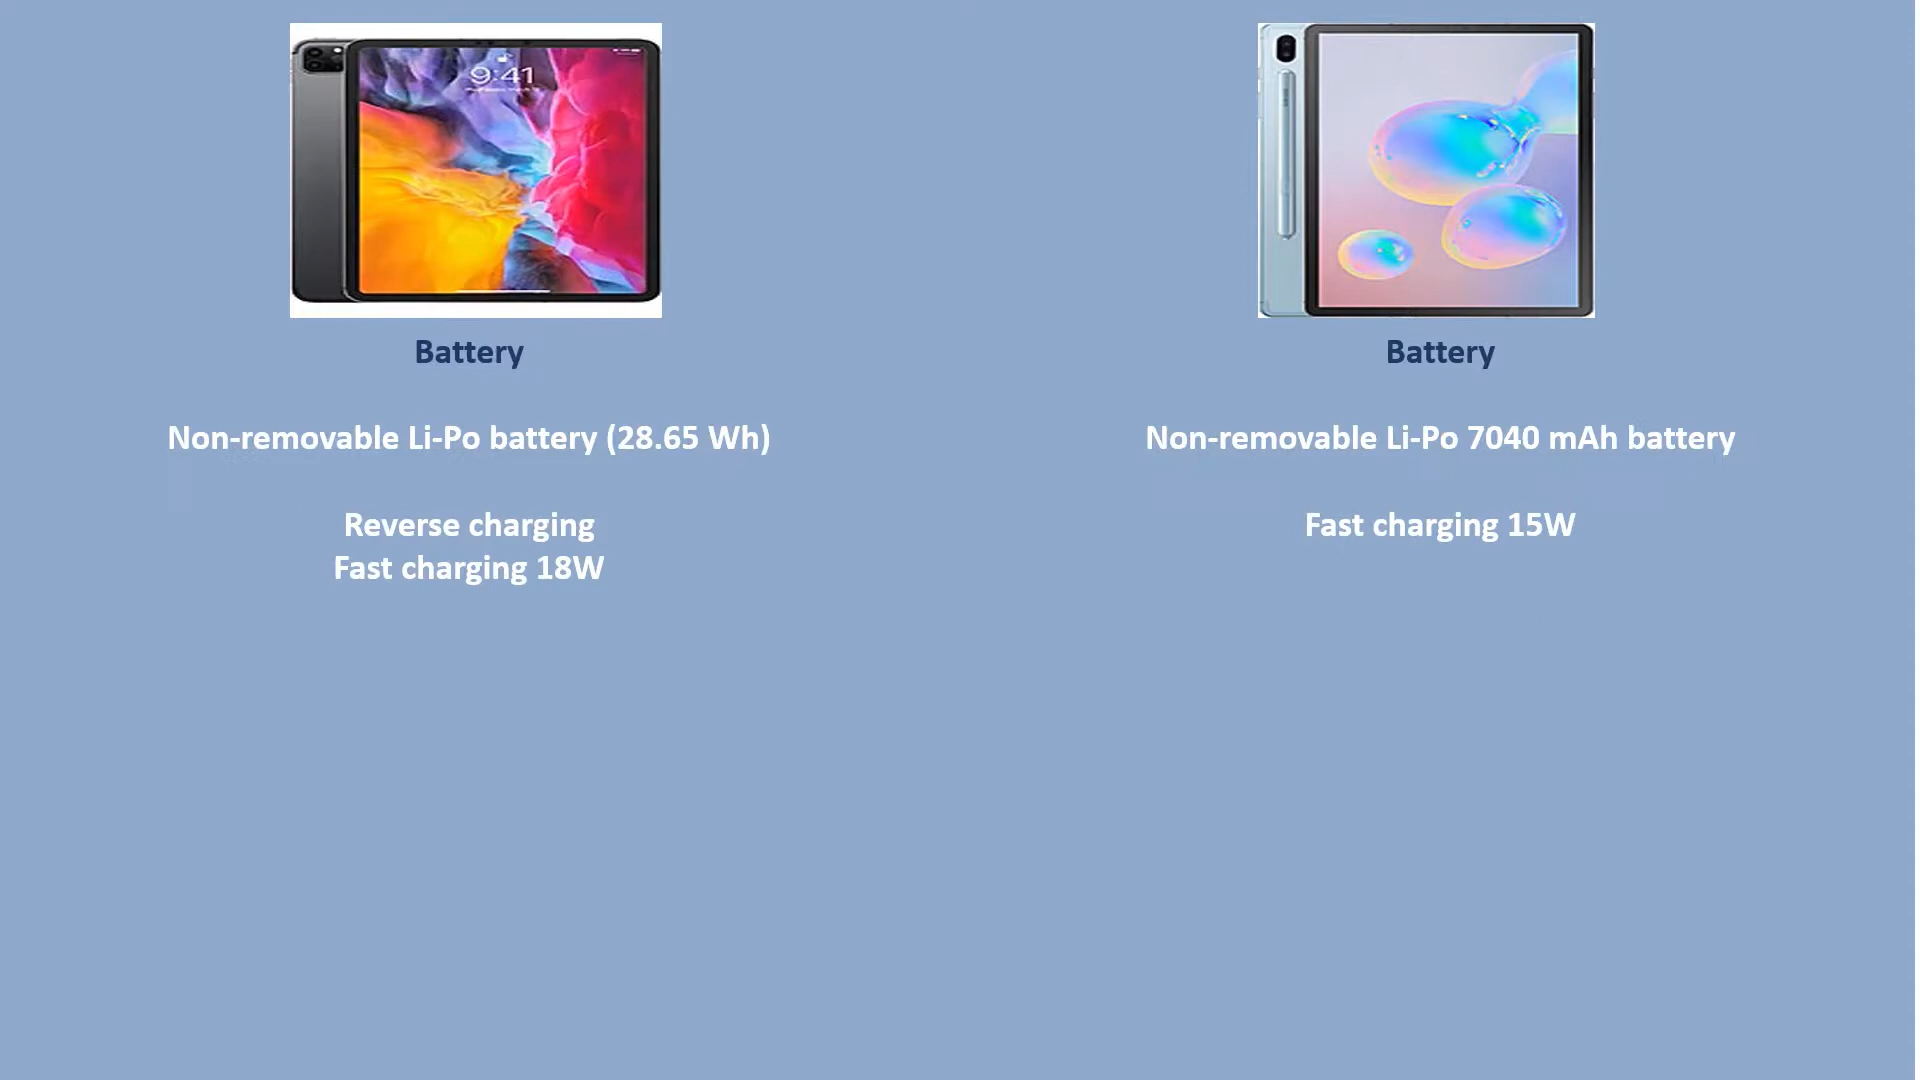 9:41
Battery
Non-removable Li-Po battery (28.65 Wh)
Reverse charging
Fast charging 18W
Battery
Non-removable Li-Po 7040 mAh battery
Fast charging 15W